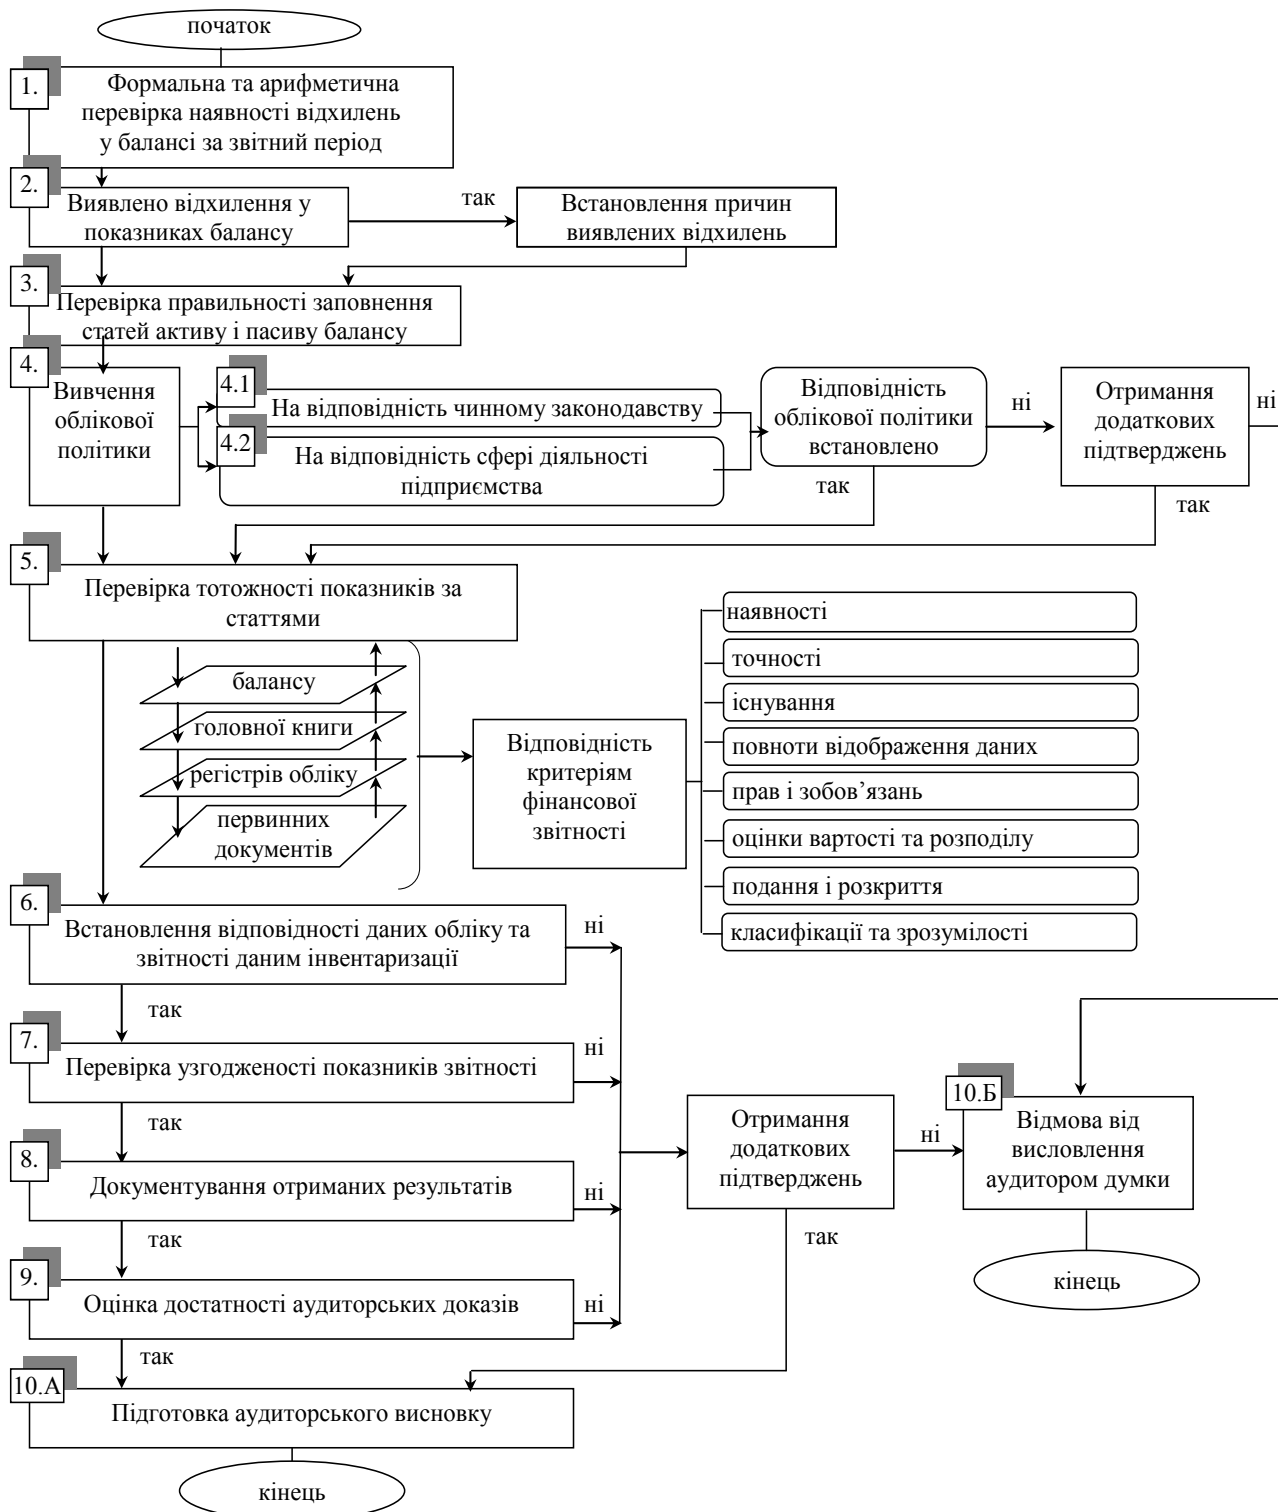 початок
1.
Формальна та арифметична
перевірка наявності відхилень
у балансі за звітний період
2.
Виявлено відхилення у
показниках балансу
так
Встановлення причин
виявлених відхилень
3.
Перевірка правильності заповнення
статей активу і пасиву балансу
4.
Вивчення
облікової
політики
4.1
На відповідність чинному законодавству
4.2
На відповідність сфері діяльності
підприємства
Відповідність
облікової політики
встановлено
ні
Отримання
додаткових
підтверджень
ні
так
так
5.
Перевірка тотожності показників за
статтями
балансу
головної книги
регістрів обліку
первинних
документів
Відповідність
критеріям
фінансової
звітності
наявності
точності
існування
повноти відображення даних
прав і зобов’язань
оцінки вартості та розподілу
подання і розкриття
класифікації та зрозумілості
6.
Встановлення відповідності даних обліку та
звітності даним інвентаризації
ні
так
7.
Перевірка узгодженості показників звітності
ні
так
8.
Документування отриманих результатів
ні
так
9.
Оцінка достатності аудиторських доказів
ні
так
Отримання
додаткових
підтверджень
ні
так
10.Б
Відмова від
висловлення
аудитором думки
кінець
10.А
Підготовка аудиторського висновку
кінець